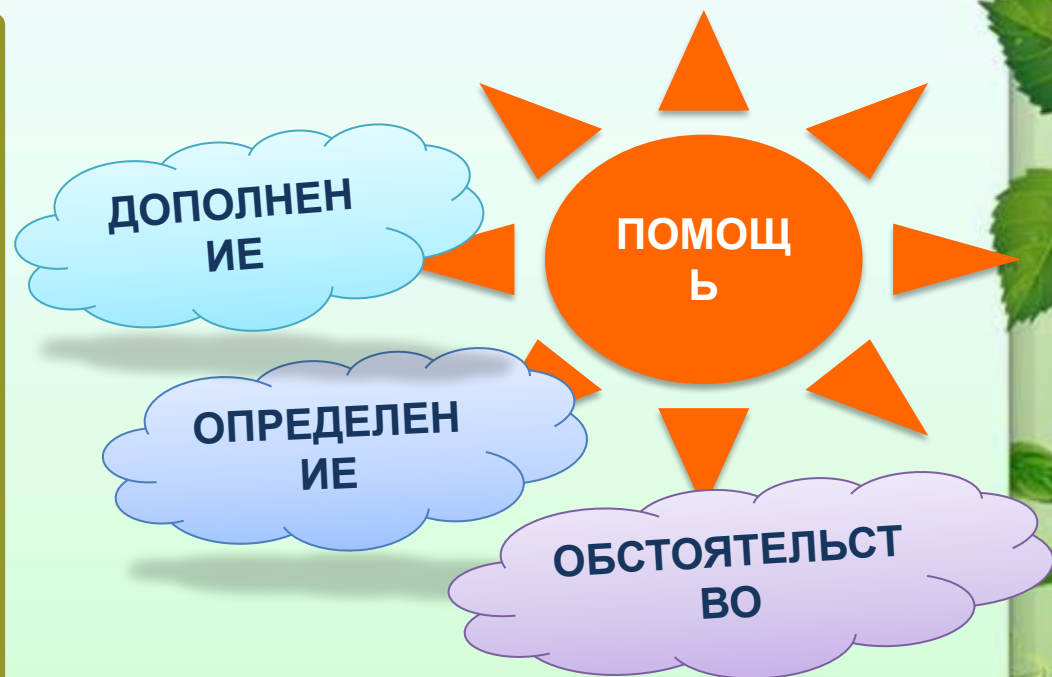 ДОПОЛНЕН
ИЕ
ПОМОЩ
Ь
ОПРЕДЕЛЕН
ИЕ
ОБСТОЯТЕЛЬСТ
ВО